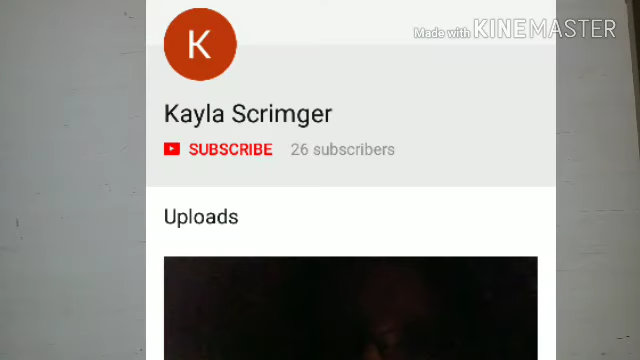 K
Made with KINEMASTER
Kayla Scrimger
SUBSCRIBE 26 subscribers
Uploads